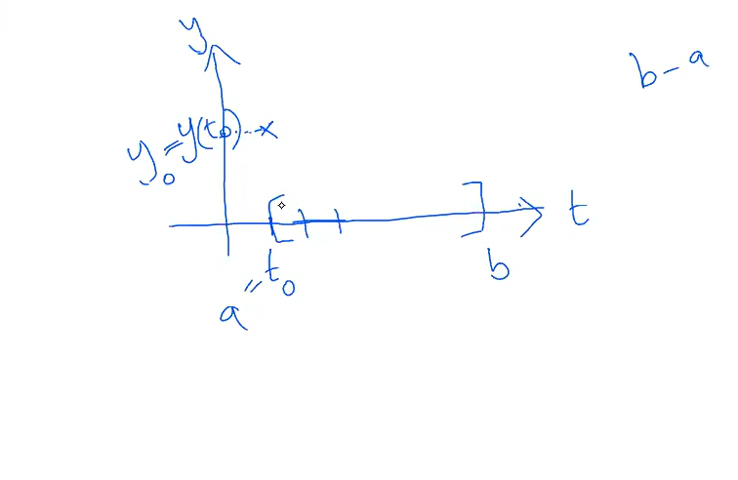 y
b - a
y₀ = y(t₀)
t
a = t₀
b